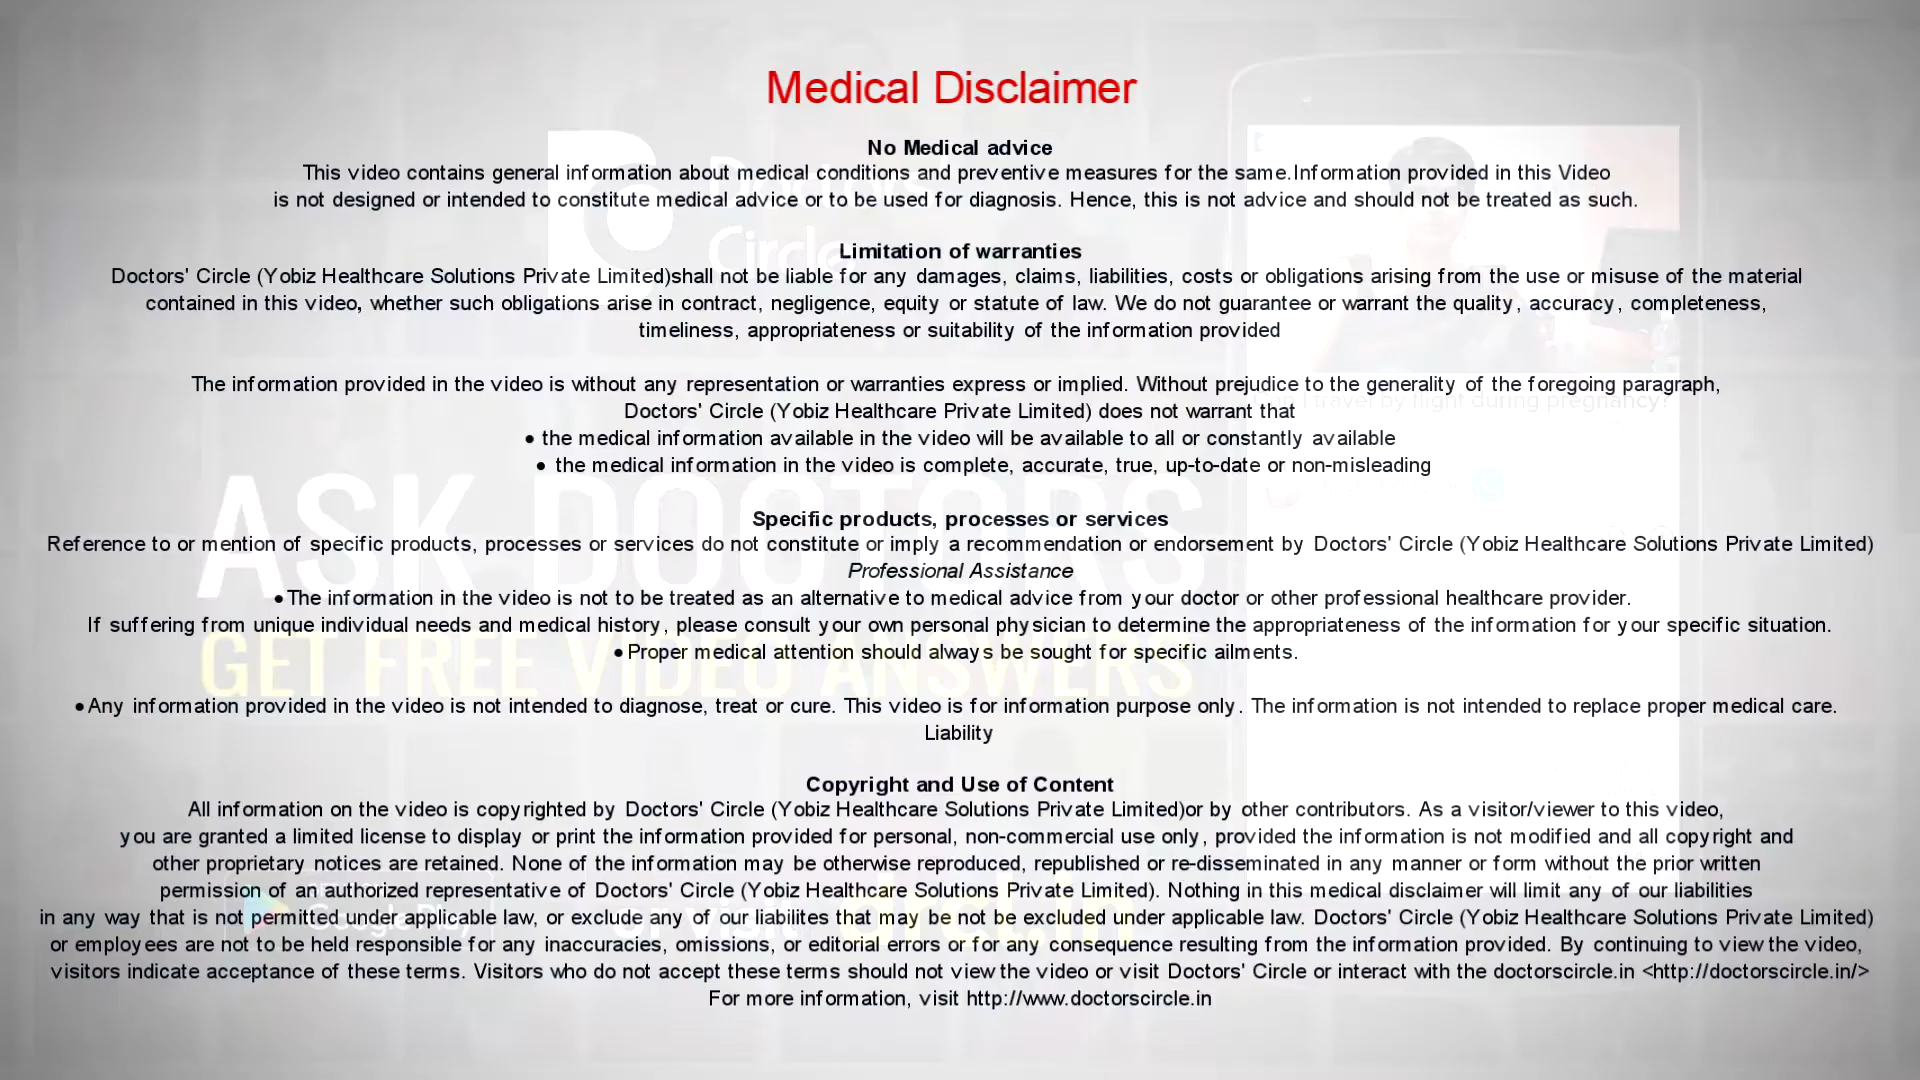 Medical Disclaimer
No Medical advice
This video contains general information about medical conditions and preventive measures for the same.Information provided in this Video
is not designed or intended to constitute medical advice or to be used for diagnosis. Hence, this is not advice and should not be treated as such.
Limitation of warranties
Doctors' Circle (Yobiz Healthcare Solutions Private Limited)shall not be liable for any damages, claims, liabilities, costs or obligations arising from the use or misuse of the material
contained in this video, whether such obligations arise in contract, negligence, equity or statute of law. We do not guarantee or warrant the quality, accuracy, completeness,
timeliness, appropriateness or suitability of the information provided
The information provided in the video is without any representation or warranties express or implied. Without prejudice to the generality of the foregoing paragraph,
Doctors' Circle (Yobiz Healthcare Private Limited) does not warrant that
Can I travel by flight during pregnancy?
• the medical information available in the video will be available to all or constantly available
• the medical information in the video is complete, accurate, true, up-to-date or non-misleading
Doctors'
Circle
ASK DOCTORS
Specific products, processes or services
Reference to or mention of specific products, processes or services do not constitute or imply a recommendation or endorsement by Doctors' Circle (Yobiz Healthcare Solutions Private Limited)
Professional Assistance
• The information in the video is not to be treated as an alternative to medical advice from your doctor or other professional healthcare provider.
If suffering from unique individual needs and medical history, please consult your own personal physician to determine the appropriateness of the information for your specific situation.
GET FREE VIDEO ANSWERS
• Proper medical attention should always be sought for specific ailments.
• Any information provided in the video is not intended to diagnose, treat or cure. This video is for information purpose only. The information is not intended to replace proper medical care.
Liability
Copyright and Use of Content
All information on the video is copyrighted by Doctors' Circle (Yobiz Healthcare Solutions Private Limited)or by other contributors. As a visitor/viewer to this video,
you are granted a limited license to display or print the information provided for personal, non-commercial use only, provided the information is not modified and all copyright and
other proprietary notices are retained. None of the information may be otherwise reproduced, republished or re-disseminated in any manner or form without the prior written
permission of an authorized representative of Doctors' Circle (Yobiz Healthcare Solutions Private Limited). Nothing in this medical disclaimer will limit any of our liabilities
in any way that is not permitted under applicable law, or exclude any of our liabilites that may be not be excluded under applicable law. Doctors' Circle (Yobiz Healthcare Solutions Private Limited)
Google Play or visit drcl.in
or employees are not to be held responsible for any inaccuracies, omissions, or editorial errors or for any consequence resulting from the information provided. By continuing to view the video,
visitors indicate acceptance of these terms. Visitors who do not accept these terms should not view the video or visit Doctors' Circle or interact with the doctorscircle.in <http://doctorscircle.in/>
For more information, visit http://www.doctorscircle.in